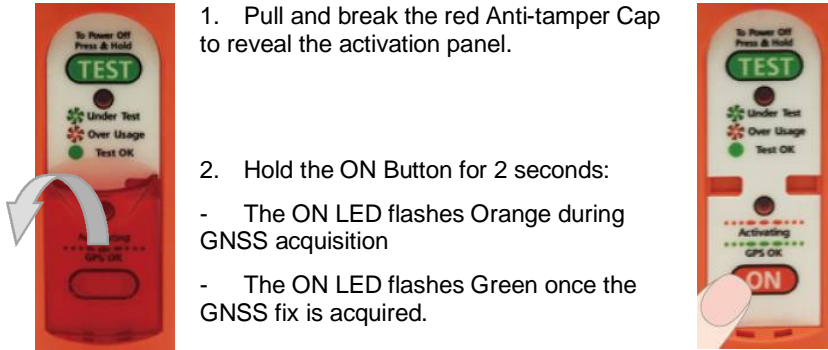 To Power Off
Press & Hold
TEST
Under Test
Over Usage
Test OK
Activating
GPS OK
1. Pull and break the red Anti-tamper Cap
to reveal the activation panel.
2. Hold the ON Button for 2 seconds:
- The ON LED flashes Orange during
GNSS acquisition
- The ON LED flashes Green once the
GNSS fix is acquired.
To Power Off
Press & Hold
TEST
Under Test
Over Usage
Test OK
Activating
GPS OK
ON